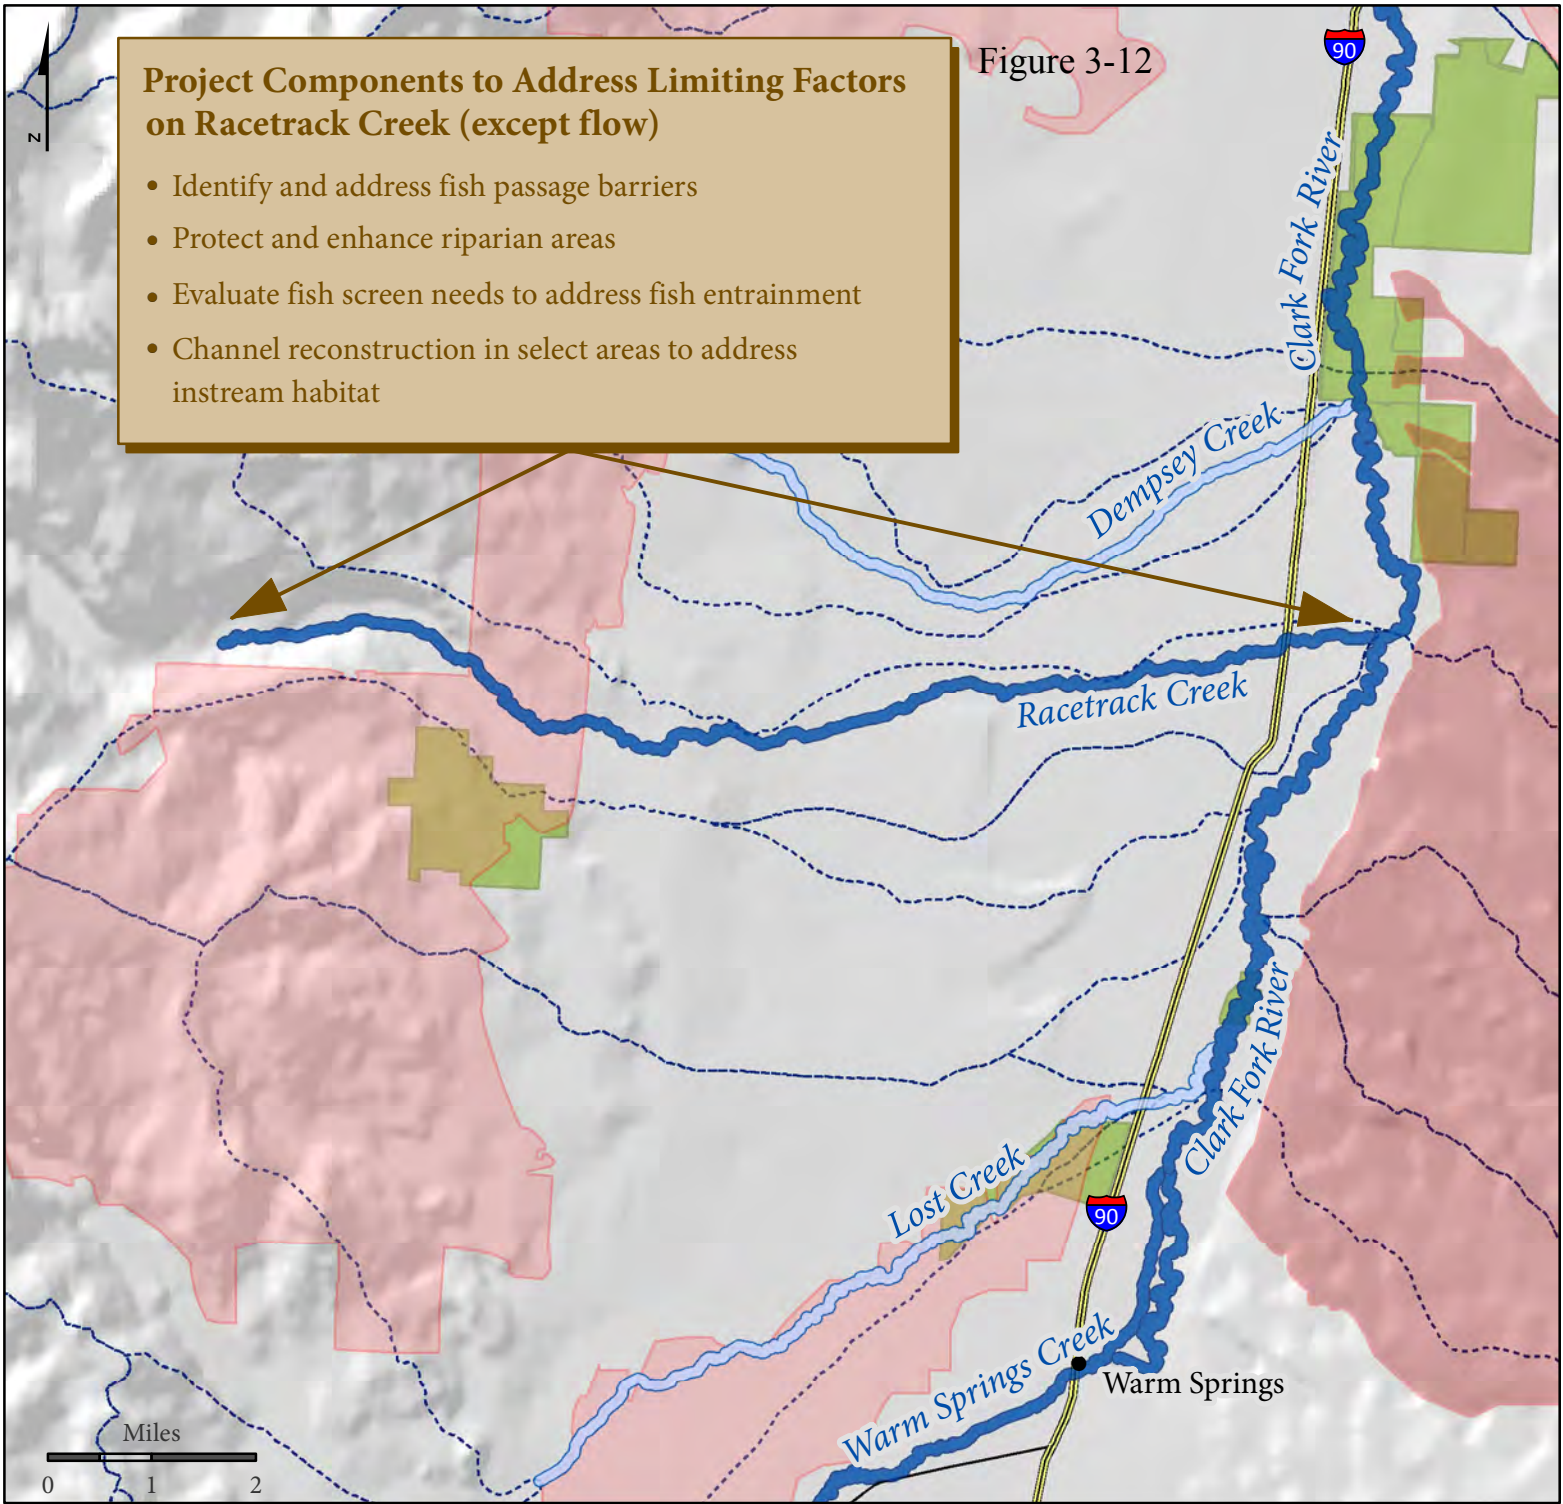 Figure 3-12
90
N
Project Components to Address Limiting Factors
on Racetrack Creek (except flow)
• Identify and address fish passage barriers
• Protect and enhance riparian areas
• Evaluate fish screen needs to address fish entrainment
• Channel reconstruction in select areas to address
instream habitat
Clark Fork River
Dempsey Creek
Racetrack Creek
Clark Fork River
Lost Creek
90
Warm Springs Creek
Warm Springs
Miles
0 1 2